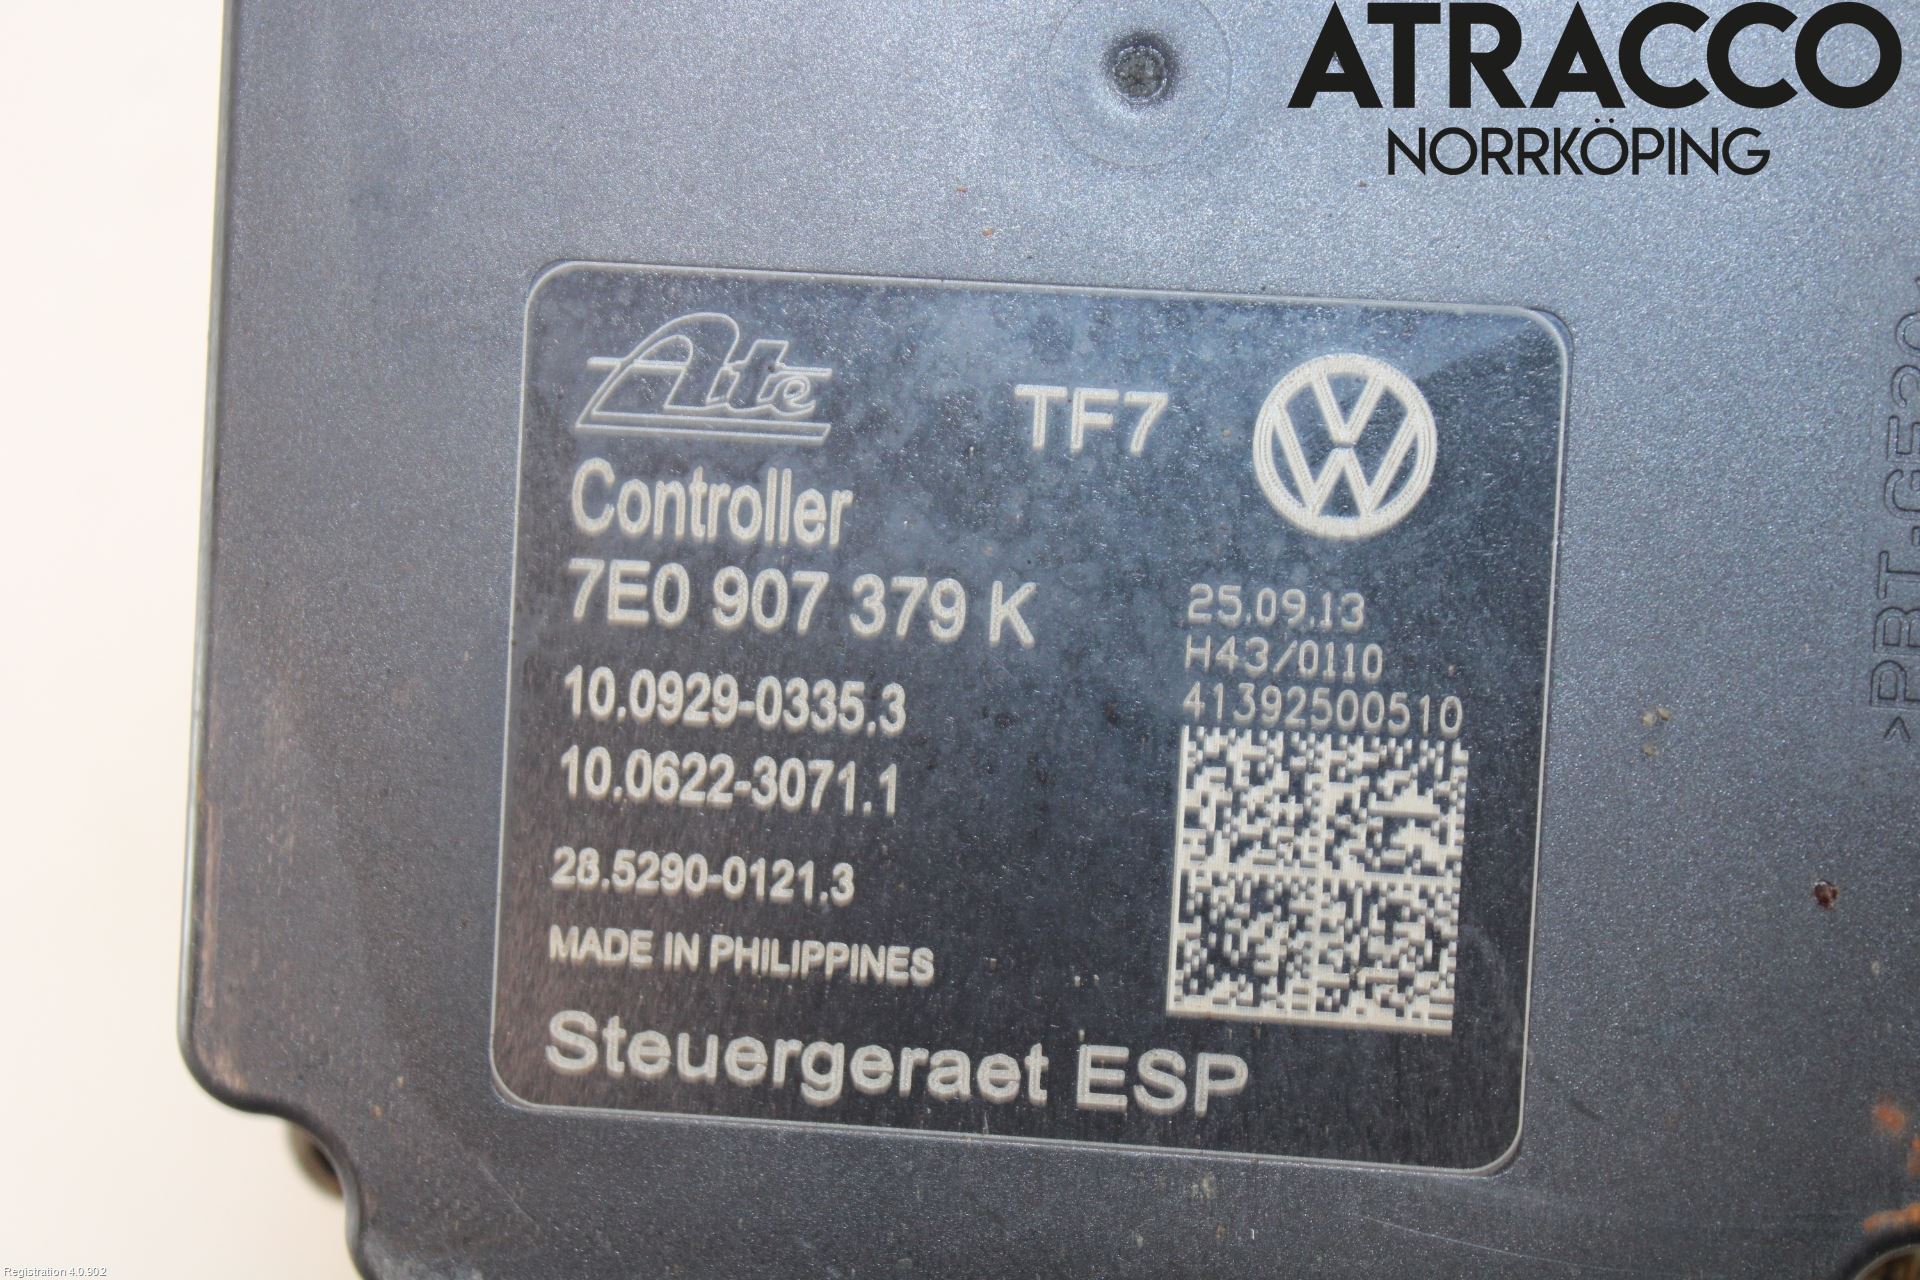 ATRACCO
NORRKÖPING
Ate
TF7
Controller
7E0 907 379 K
25.09.13
H43/0110
41392500510
10.0929-0335.3
10.0622-3071.1
28.5290-0121.3
MADE IN PHILIPPINES
Steuergeraet ESP
Registration 4.0.902